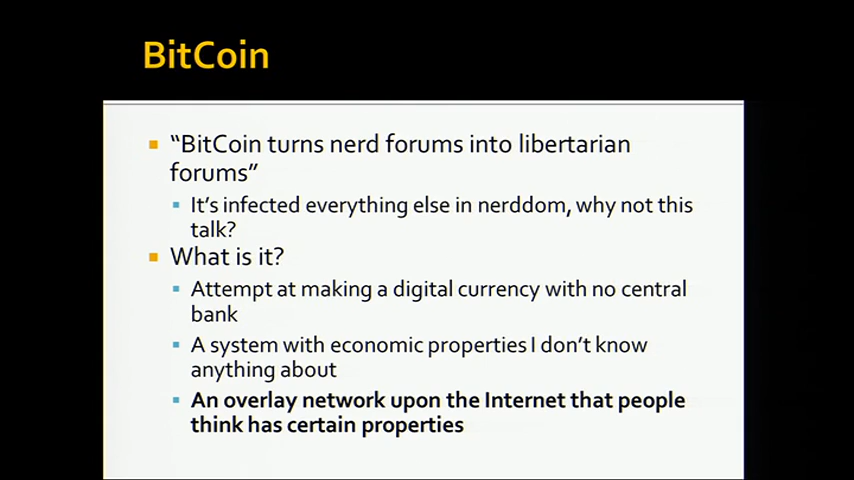 BitCoin
“BitCoin turns nerd forums into libertarian
forums”
It’s infected everything else in nerddom, why not this
talk?
What is it?
Attempt at making a digital currency with no central
bank
A system with economic properties I don’t know
anything about
An overlay network upon the Internet that people
think has certain properties